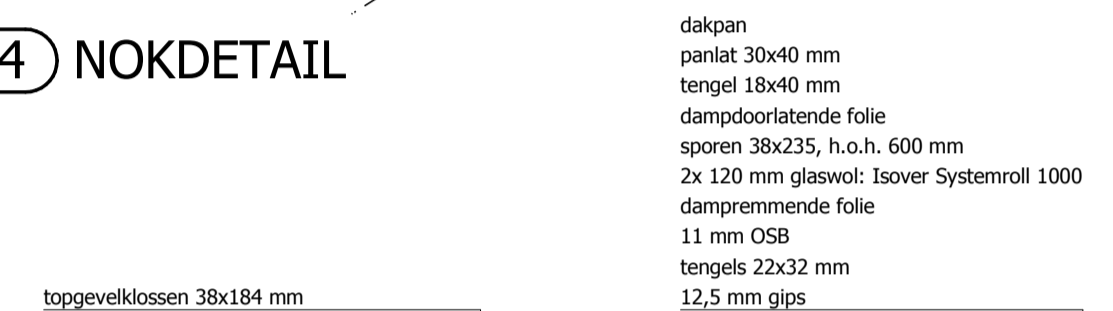 4 NOKDETAIL
dakpan
panlat 30x40 mm
tengel 18x40 mm
dampdoorlatende folie
sporen 38x235, h.o.h. 600 mm
2x 120 mm glaswol: Isover Systemroll 1000
dampremmende folie
11 mm OSB
tengels 22x32 mm
12,5 mm gips
topgevelklossen 38x184 mm